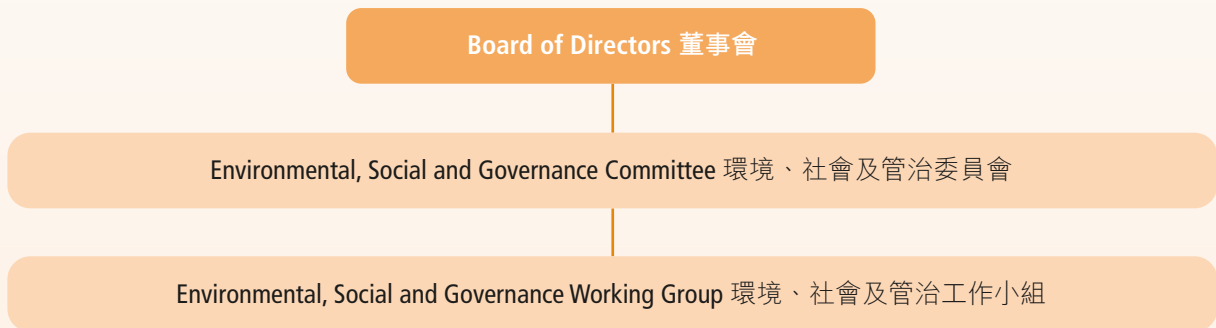 Board of Directors 董事會
Environmental, Social and Governance Committee 環境、社會及管治委員會
Environmental, Social and Governance Working Group 環境、社會及管治工作小組